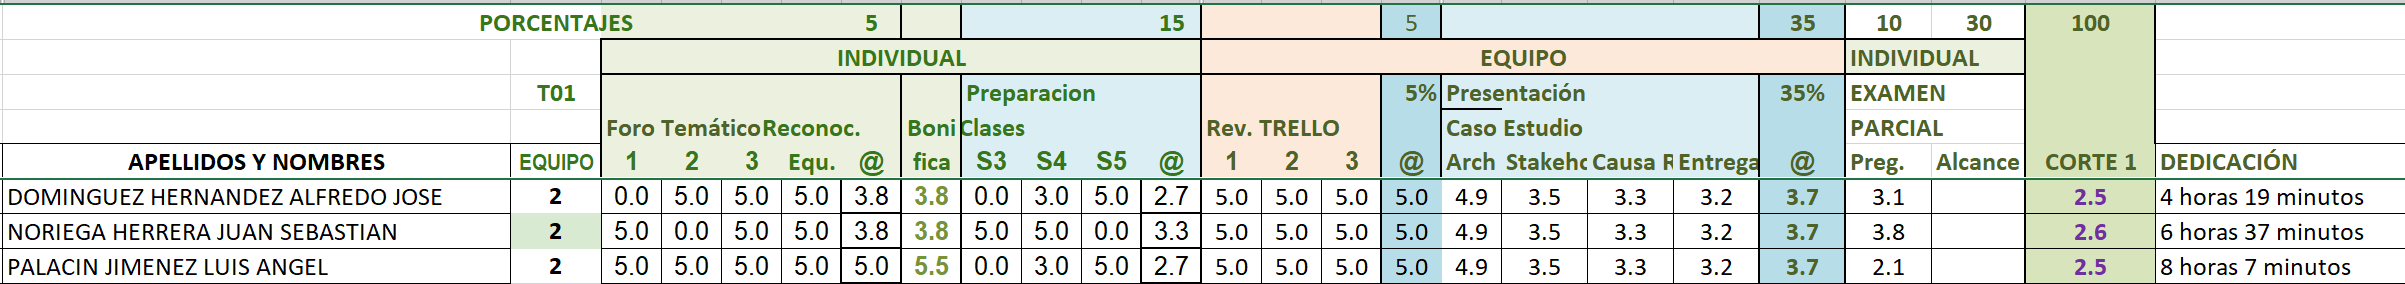 PORCENTAJES 5 15 5 35 10 30 100
INDIVIDUAL EQUIPO INDIVIDUAL
T01 Preparacion 5% Presentación 35% EXAMEN
Foro Temático Reconoc. Boni Clases Rev. TRELLO Caso Estudio PARCIAL
APELLIDOS Y NOMBRES EQUIPO 1 2 3 Equ. @ fica S3 S4 S5 @ 1 2 3 @ Arch Stakeho Causa R Entrega @ Preg. Alcance CORTE 1 DEDICACIÓN
DOMINGUEZ HERNANDEZ ALFREDO JOSE 2 0.0 5.0 5.0 5.0 3.8 3.8 0.0 3.0 5.0 2.7 5.0 5.0 5.0 5.0 4.9 3.5 3.3 3.2 3.7 3.1 2.5 4 horas 19 minutos
NORIEGA HERRERA JUAN SEBASTIAN 2 5.0 0.0 5.0 5.0 3.8 3.8 5.0 5.0 0.0 3.3 5.0 5.0 5.0 5.0 4.9 3.5 3.3 3.2 3.7 3.8 2.6 6 horas 37 minutos
PALACIN JIMENEZ LUIS ANGEL 2 5.0 5.0 5.0 5.0 5.0 5.5 0.0 3.0 5.0 2.7 5.0 5.0 5.0 5.0 4.9 3.5 3.3 3.2 3.7 2.1 2.5 8 horas 7 minutos